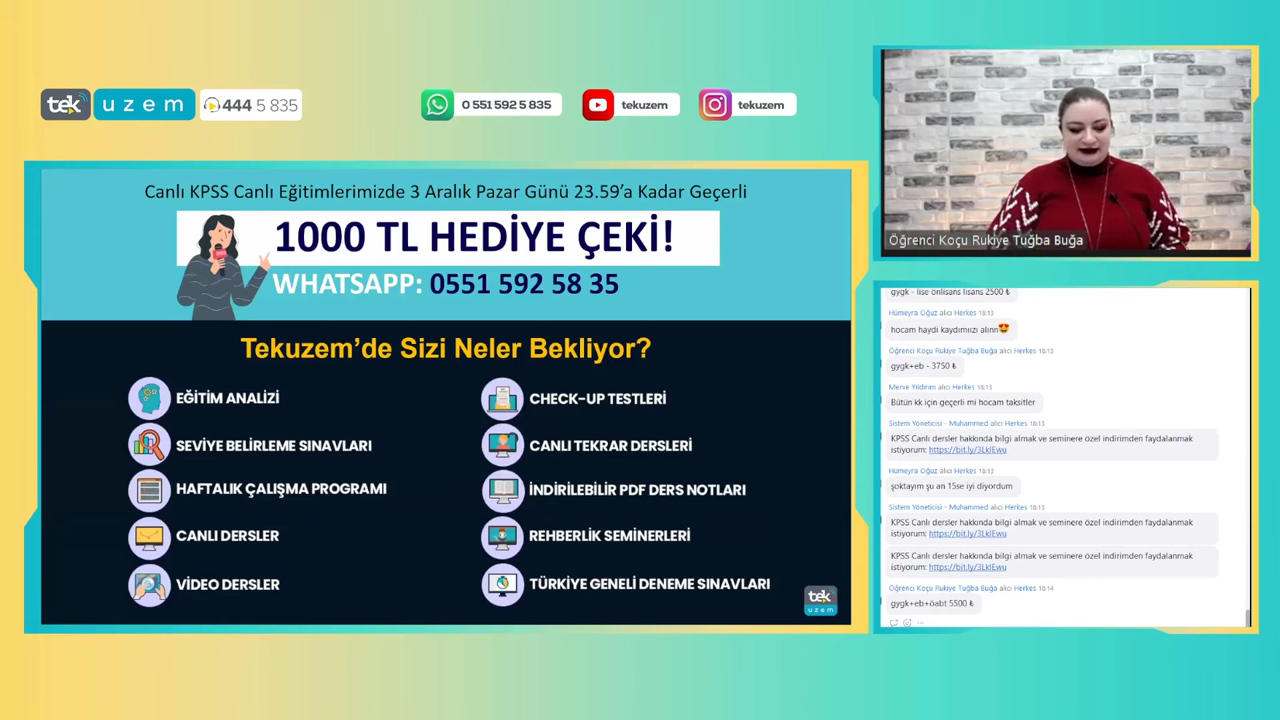 tek uzem 444 5 835
0 551 592 5 835
tekuzem
tekuzem
Canlı KPSS Canlı Eğitimlerimizde 3 Aralık Pazar Günü 23.59'a Kadar Geçerli
1000 TL HEDİYE ÇEKİ!
WHATSAPP: 0551 592 58 35
Tekuzem'de Sizi Neler Bekliyor?
EĞİTİM ANALİZİ
SEVİYE BELİRLEME SINAVLARI
HAFTALIK ÇALIŞMA PROGRAMI
CANLI DERSLER
VİDEO DERSLER
CHECK-UP TESTLERİ
CANLI TEKRAR DERSLERİ
İNDİRİLEBİLİR PDF DERS NOTLARI
REHBERLİK SEMİNERLERİ
TÜRKİYE GENELİ DENEME SINAVLARI
tek
uzem
Öğrenci Koçu Rukiye Tuğba Buğa
gygk - lise önlisans lisans 2500 ₺
Hümeyra Oğuz alıcı Herkes 18:13
hocam haydi kaydımıızi alınn
Öğrenci Koçu Rukiye Tuğba Buğa alıcı Herkes 18:13
gygk+eb - 3750 ₺
Merve Yıldırım alıcı Herkes 18:13
Bütün kk için geçerli mi hocam taksitler
Sistem Yöneticisi - Muhammed alıcı Herkes 18:13
KPSS Canlı dersler hakkında bilgi almak ve seminere özel indirimden faydalanmak
istiyorum: https://bit.ly/3LklEwu
Hümeyra Oğuz alıcı Herkes 18:13
şoktayım şu an 15se iyi diyordum
Sistem Yöneticisi - Muhammed alıcı Herkes 18:13
KPSS Canlı dersler hakkında bilgi almak ve seminere özel indirimden faydalanmak
istiyorum: https://bit.ly/3LklEwu
KPSS Canlı dersler hakkında bilgi almak ve seminere özel indirimden faydalanmak
istiyorum: https://bit.ly/3LklEwu
Öğrenci Koçu Rukiye Tuğba Buğa alıcı Herkes 18:14
gygk+eb+öabt 5500 ₺